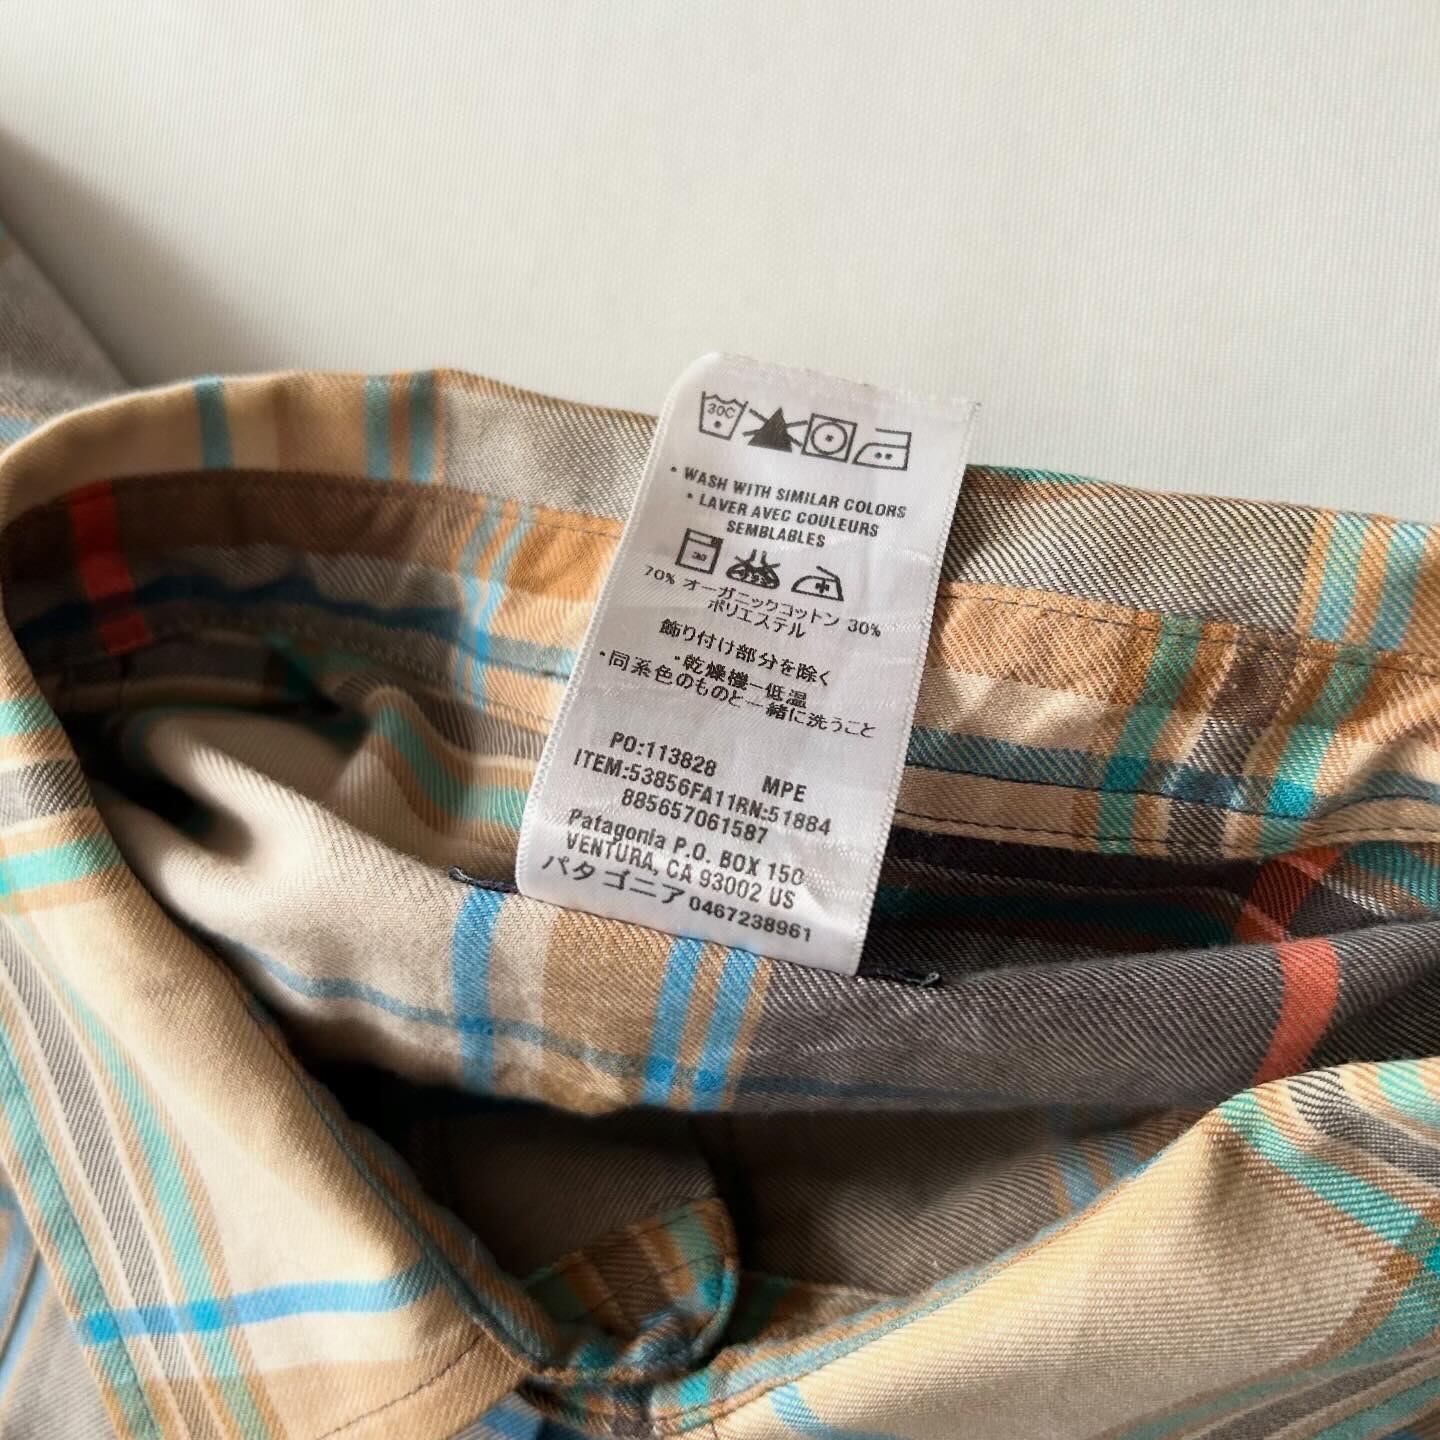 30C
• WASH WITH SIMILAR COLORS
• LAVER AVEC COULEURS
SEMBLABLES
30
70% オーガニックコットン 30%
ポリエステル
飾り付け部分を除く
・乾燥機ー低温
・同系色のものと一緒に洗うこと
PO:113828 MPE
ITEM:53856FA11RN:51884
885657061587
Patagonia P.O. BOX 150
VENTURA, CA 93002 US
パタゴニア 0467238961